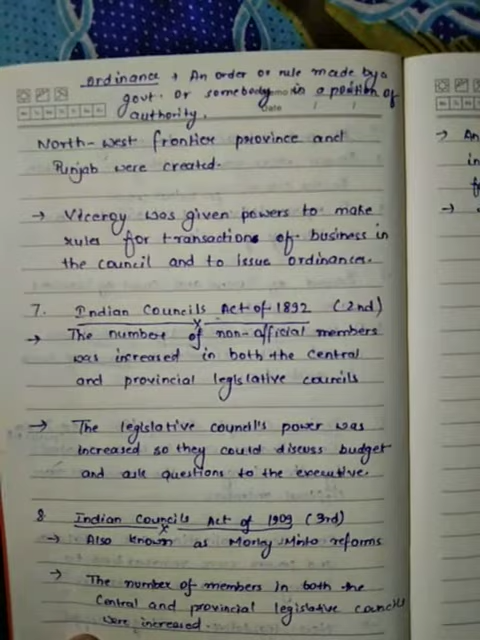 Ordinance → An order or rule made by a
govt. or somebody in a position of
authority.
Date / /
North-west frontier province and
Punjab were created.
→ Viceroy was given powers to make
rules for transactions of business in
the council and to issue ordinances.
7. Indian Councils Act of 1892 (2nd)
→ The number of non-official members
was increased in both the central
and provincial legislative councils
→ The legislative council's power was
increased so they could discuss budget
and ask questions to the executive.
8. Indian Councils Act of 1909 (3rd)
→ Also known as Morley Minto reforms
→ The number of members in both the
Central and provincial legislative councils
were increased.
→ An
in
→